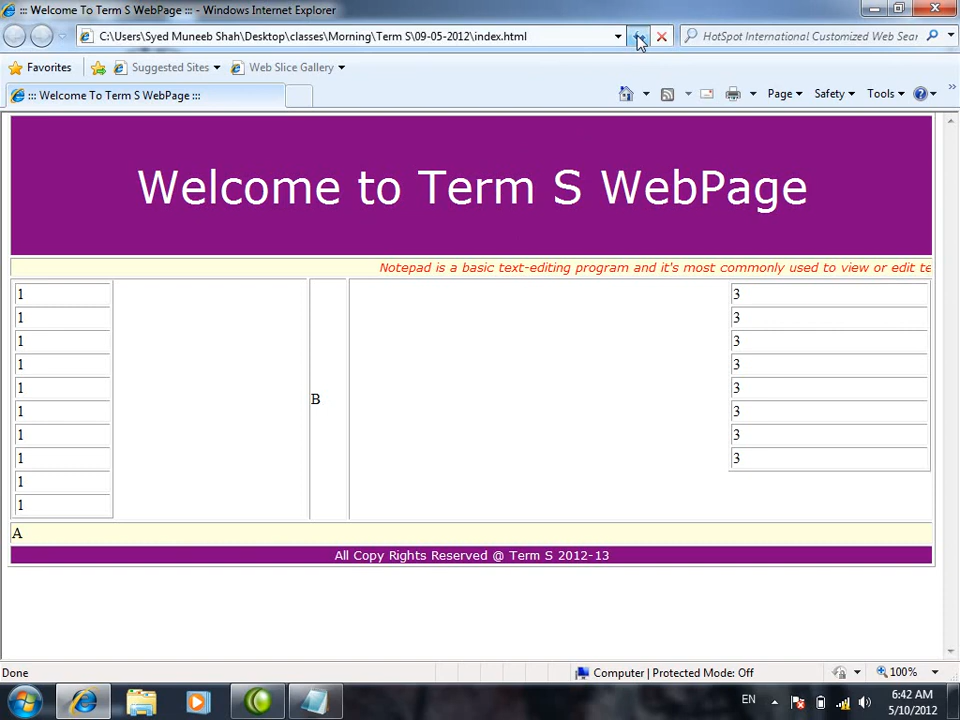 ::: Welcome To Term S WebPage ::: - Windows Internet Explorer
C:\Users\Syed Muneeb Shah\Desktop\classes\Morning\Term S\09-05-2012\index.html
HotSpot International Customized Web Sear
Favorites Suggested Sites Web Slice Gallery
::: Welcome To Term S WebPage ::: Page Safety Tools »
Welcome to Term S WebPage
Notepad is a basic text-editing program and it's most commonly used to view or edit te
1 3
1 3
1 3
1 3
1 B 3
1 3
1 3
1 3
1
1
A
All Copy Rights Reserved @ Term S 2012-13
Done Computer | Protected Mode: Off 100%
EN 6:42 AM
5/10/2012